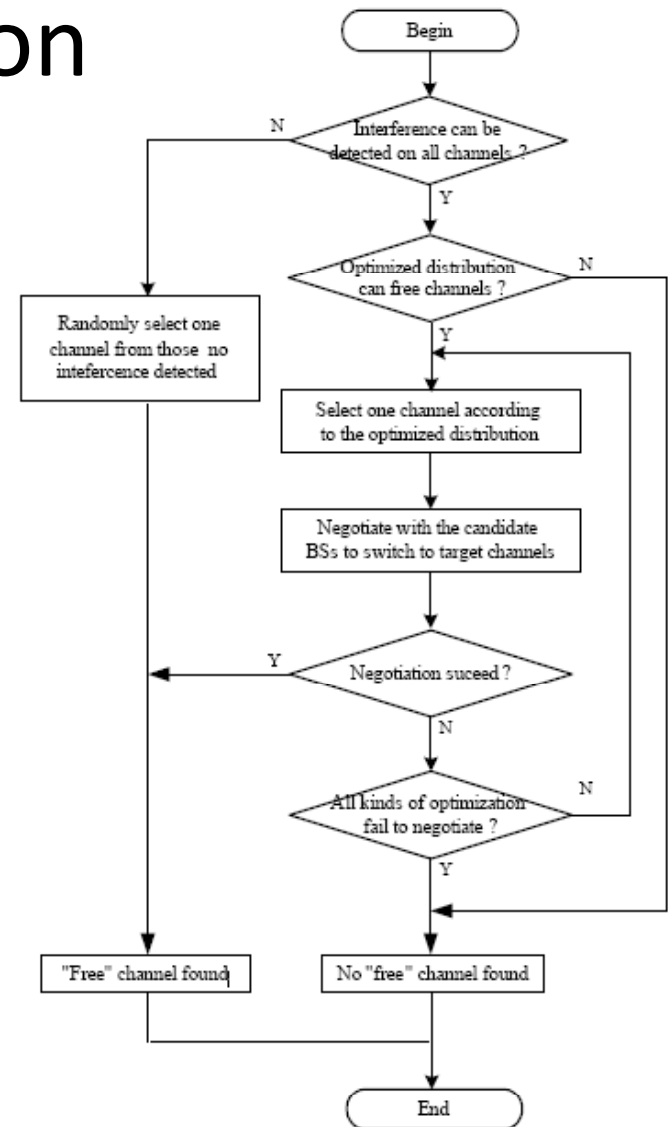 on
Begin
N
Interference can be
detected on all channels ?
Y
Optimized distribution
can free channels ?
N
Randomly select one
channel from those no
intefercence detected
Y
Select one channel according
to the optimized distribution
Negotiate with the candidate
BSs to switch to target channels
Y
Negotiation suceed ?
N
All kinds of optimization
fail to negotiate ?
N
Y
"Free" channel found
No "free" channel found
End